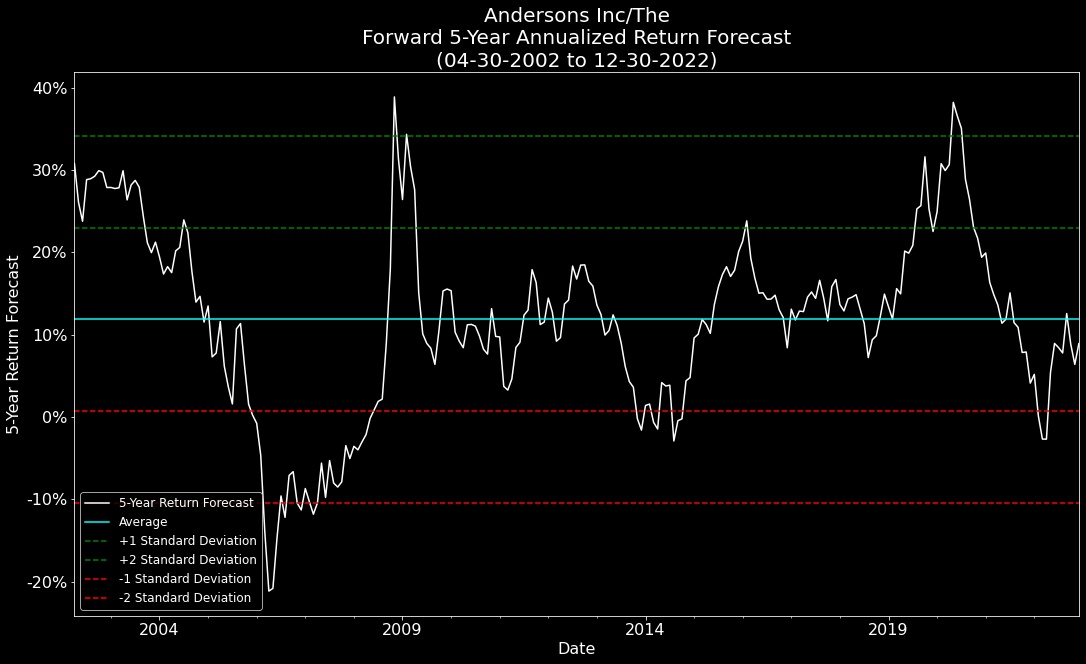 Andersons Inc/The
Forward 5-Year Annualized Return Forecast
(04-30-2002 to 12-30-2022)
5-Year Return Forecast
40%
30%
20%
10%
0%
-10%
-20%
5-Year Return Forecast
Average
+1 Standard Deviation
+2 Standard Deviation
-1 Standard Deviation
-2 Standard Deviation
2004 2009 2014 2019
Date